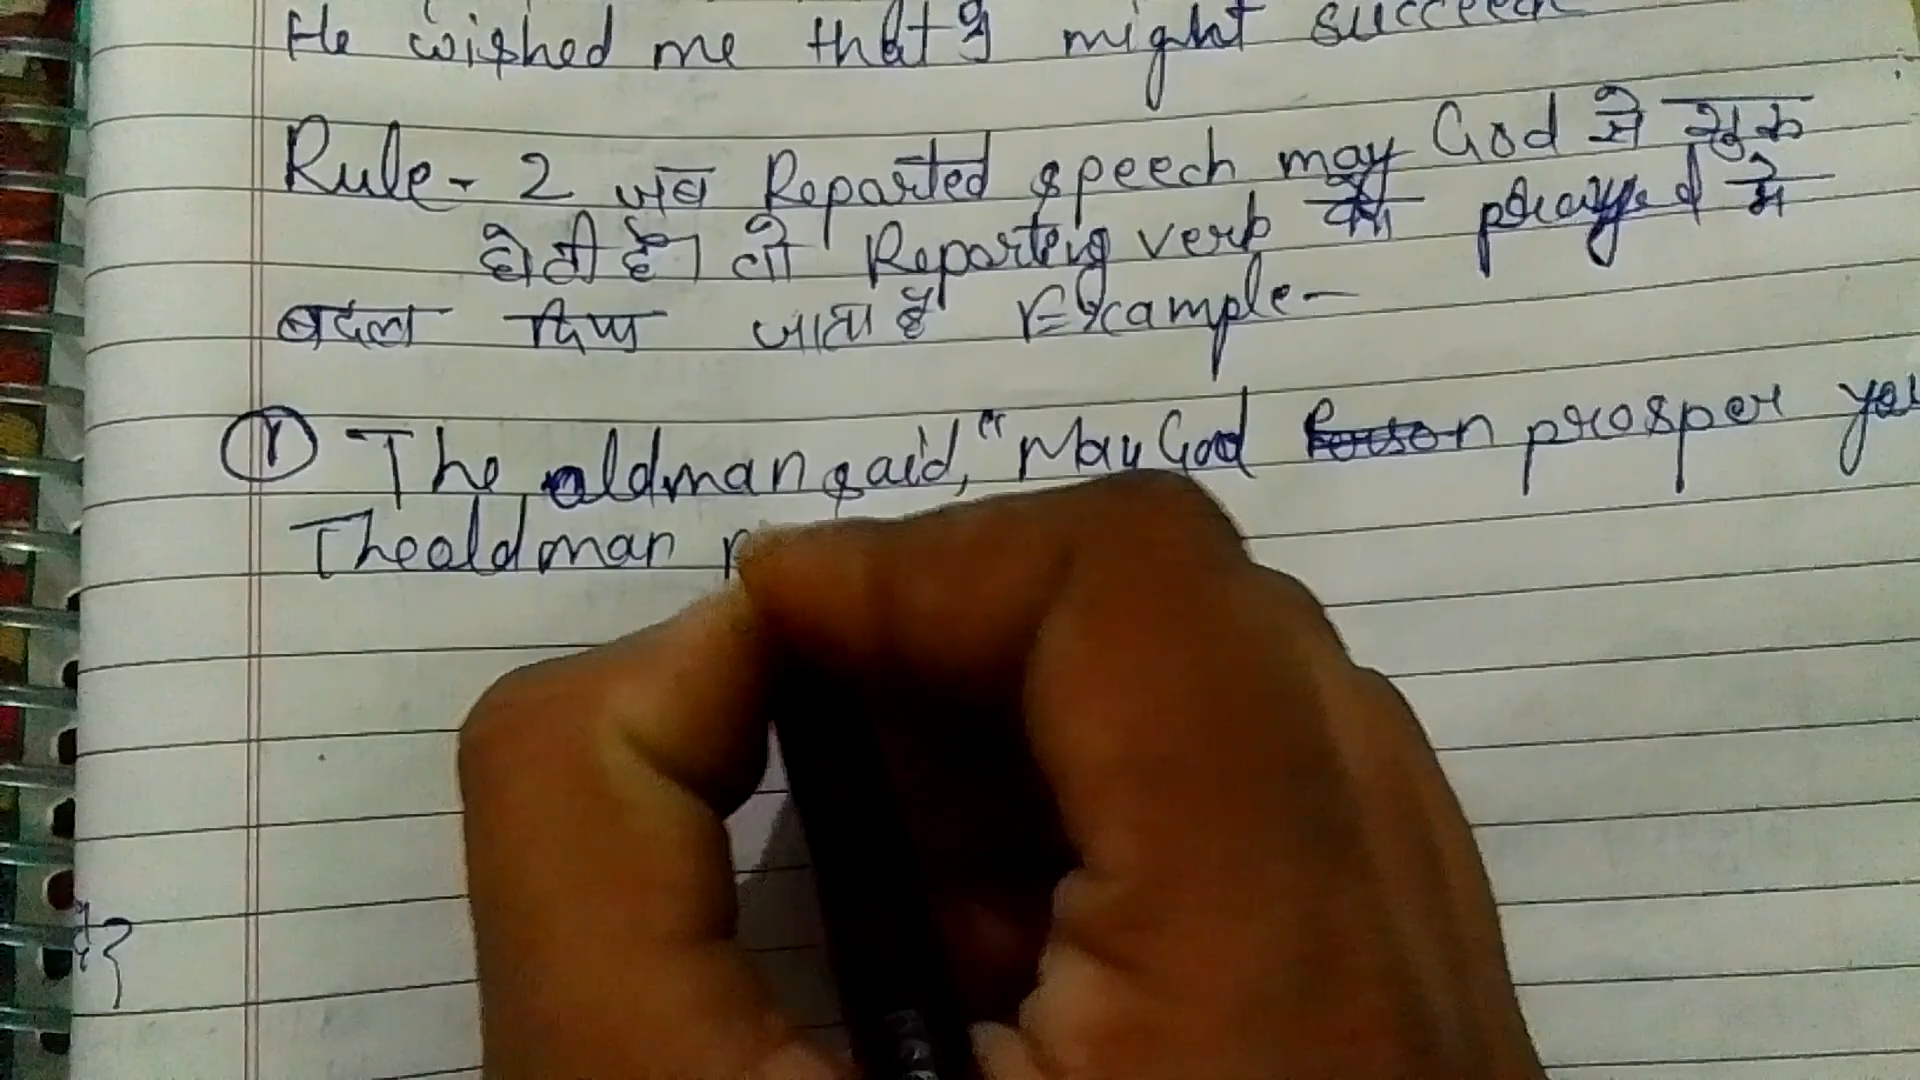 He wished me that I might succeed
Rule - 2 जब Reported speech may God से शुरू
होती है। तो Reporting verb को prayed में
बदल दिया जाता है Example-
① The oldman said, "May God prosper you
The oldman p